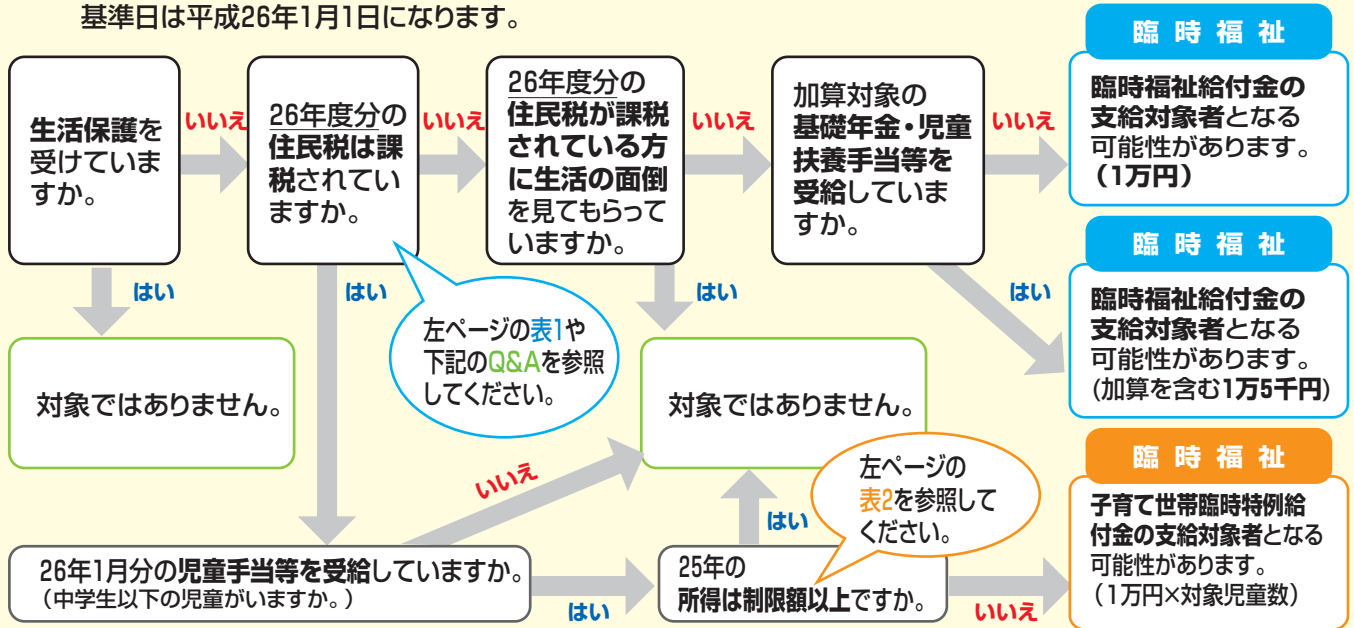 基準日は平成26年1月1日になります。
生活保護を
受けていま
すか。
いいえ
はい
26年度分の
住民税は課
税されてい
ますか。
いいえ
はい
26年度分の
住民税が課税
されている方
に生活の面倒
を見てもらって
いますか。
いいえ
はい
加算対象の
基礎年金・児童
扶養手当等を
受給していま
すか。
いいえ
はい
臨時福祉
臨時福祉給付金の
支給対象者となる
可能性があります。
（1万円）
臨時福祉
臨時福祉給付金の
支給対象者となる
可能性があります。
(加算を含む1万5千円)
対象ではありません。
左ページの表1や
下記のQ&Aを参照
してください。
対象ではありません。
左ページの
表2を参照して
ください。
いいえ
はい
26年1月分の児童手当等を受給していますか。
（中学生以下の児童がいますか。）
はい
25年の
所得は制限額以上ですか。
いいえ
臨時福祉
子育て世帯臨時特例給
付金の支給対象者となる
可能性があります。
（1万円×対象児童数）